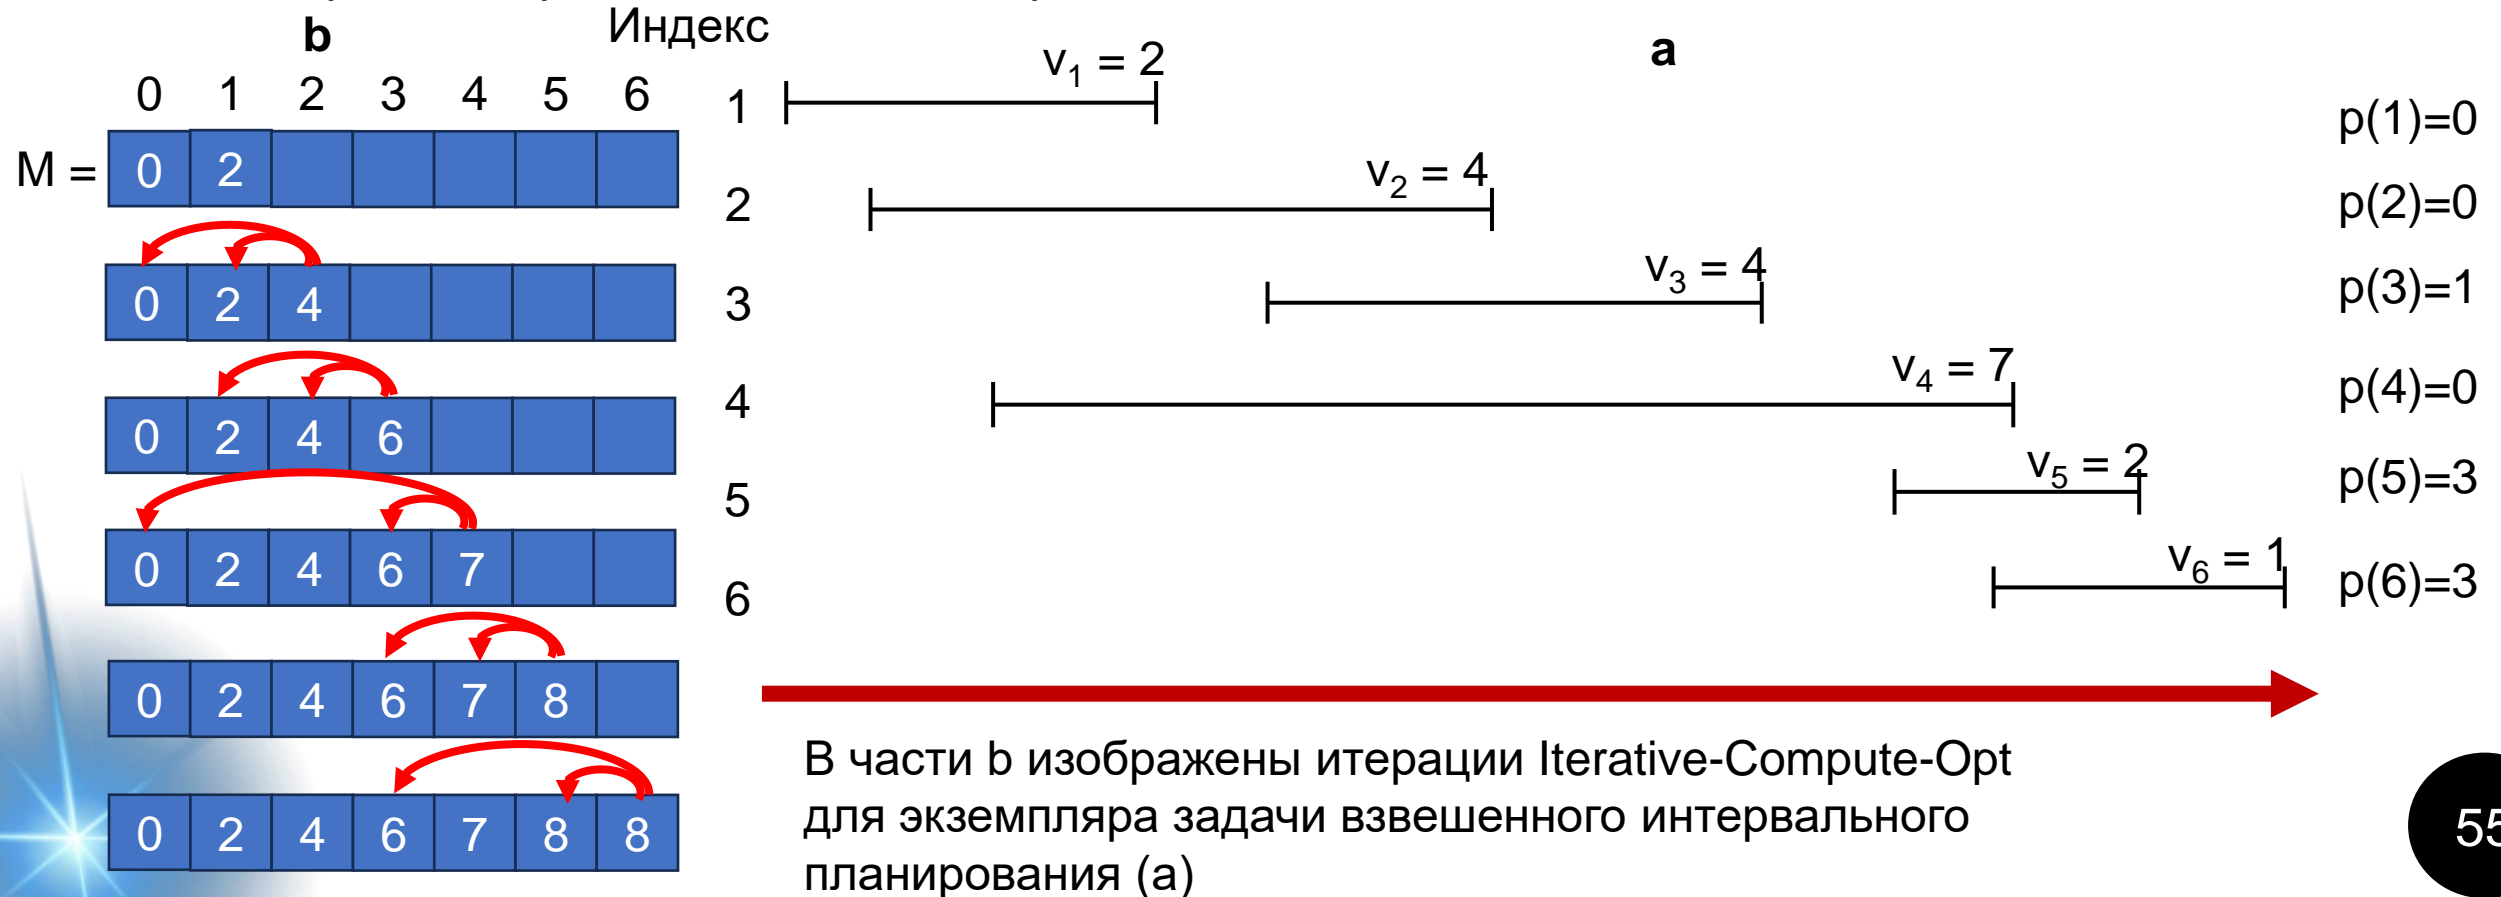 b
Индекс
a
0 1 2 3 4 5 6
M = 0 2
0 2 4
0 2 4 6
0 2 4 6 7
0 2 4 6 7 8
0 2 4 6 7 8 8
1
2
3
4
5
6
v1 = 2
v2 = 4
v3 = 4
v4 = 7
v5 = 2
v6 = 1
p(1)=0
p(2)=0
p(3)=1
p(4)=0
p(5)=3
p(6)=3
В части b изображены итерации Iterative-Compute-Opt
для экземпляра задачи взвешенного интервального
планирования (a)
55